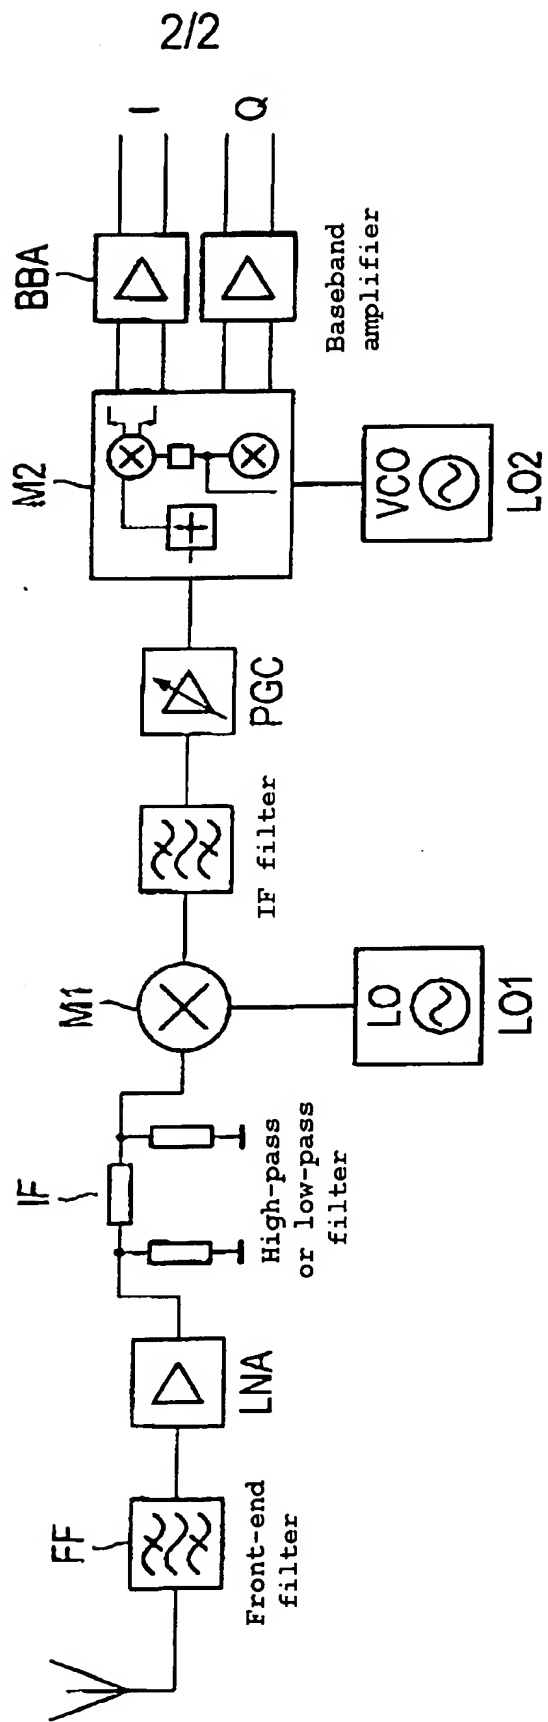 2/2
FF
Front-end
filter
LNA
IF
High-pass
or low-pass
filter
M1
LO
LO1
IF filter
PGC
M2
VCO
LO2
BBA
Baseband
amplifier
I
Q